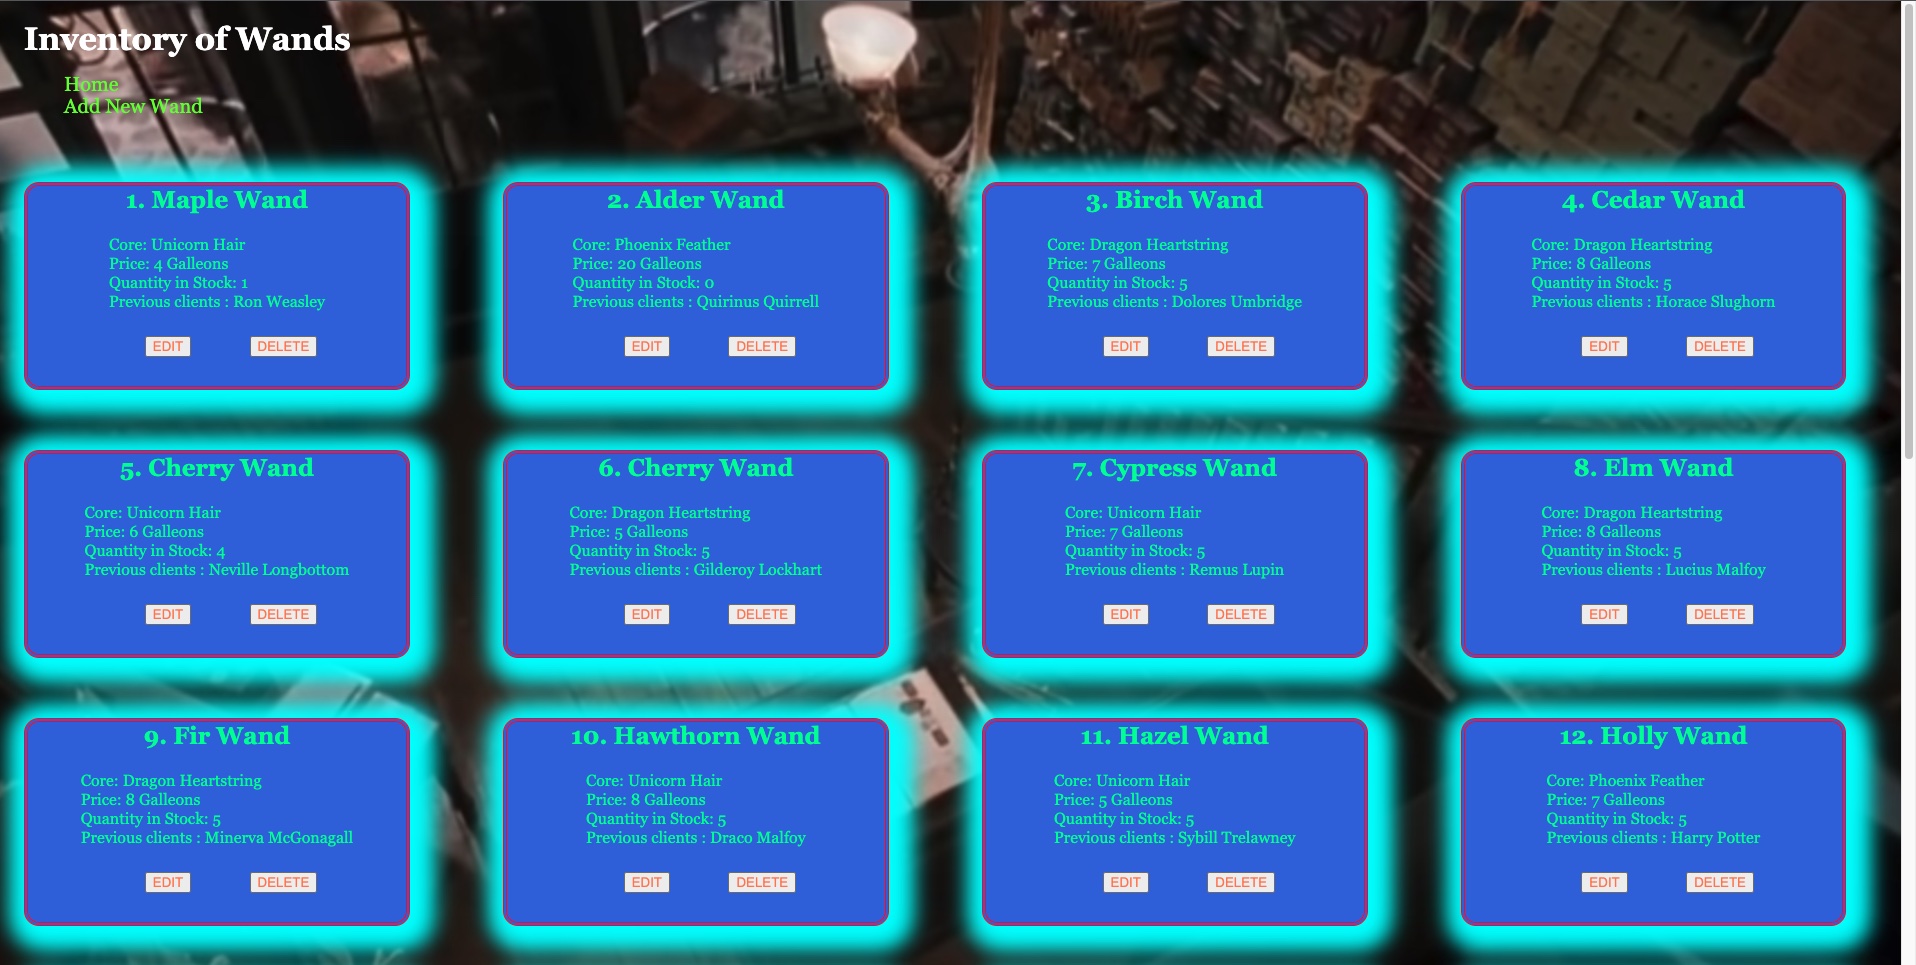 Inventory of Wands
Home
Add New Wand
1. Maple Wand
Core: Unicorn Hair
Price: 4 Galleons
Quantity in Stock: 1
Previous clients : Ron Weasley
EDIT DELETE
2. Alder Wand
Core: Phoenix Feather
Price: 20 Galleons
Quantity in Stock: 0
Previous clients : Quirinus Quirrell
EDIT DELETE
3. Birch Wand
Core: Dragon Heartstring
Price: 7 Galleons
Quantity in Stock: 5
Previous clients : Dolores Umbridge
EDIT DELETE
4. Cedar Wand
Core: Dragon Heartstring
Price: 8 Galleons
Quantity in Stock: 5
Previous clients : Horace Slughorn
EDIT DELETE
5. Cherry Wand
Core: Unicorn Hair
Price: 6 Galleons
Quantity in Stock: 4
Previous clients : Neville Longbottom
EDIT DELETE
6. Cherry Wand
Core: Dragon Heartstring
Price: 5 Galleons
Quantity in Stock: 5
Previous clients : Gilderoy Lockhart
EDIT DELETE
7. Cypress Wand
Core: Unicorn Hair
Price: 7 Galleons
Quantity in Stock: 5
Previous clients : Remus Lupin
EDIT DELETE
8. Elm Wand
Core: Dragon Heartstring
Price: 8 Galleons
Quantity in Stock: 5
Previous clients : Lucius Malfoy
EDIT DELETE
9. Fir Wand
Core: Dragon Heartstring
Price: 8 Galleons
Quantity in Stock: 5
Previous clients : Minerva McGonagall
EDIT DELETE
10. Hawthorn Wand
Core: Unicorn Hair
Price: 8 Galleons
Quantity in Stock: 5
Previous clients : Draco Malfoy
EDIT DELETE
11. Hazel Wand
Core: Unicorn Hair
Price: 5 Galleons
Quantity in Stock: 5
Previous clients : Sybill Trelawney
EDIT DELETE
12. Holly Wand
Core: Phoenix Feather
Price: 7 Galleons
Quantity in Stock: 5
Previous clients : Harry Potter
EDIT DELETE